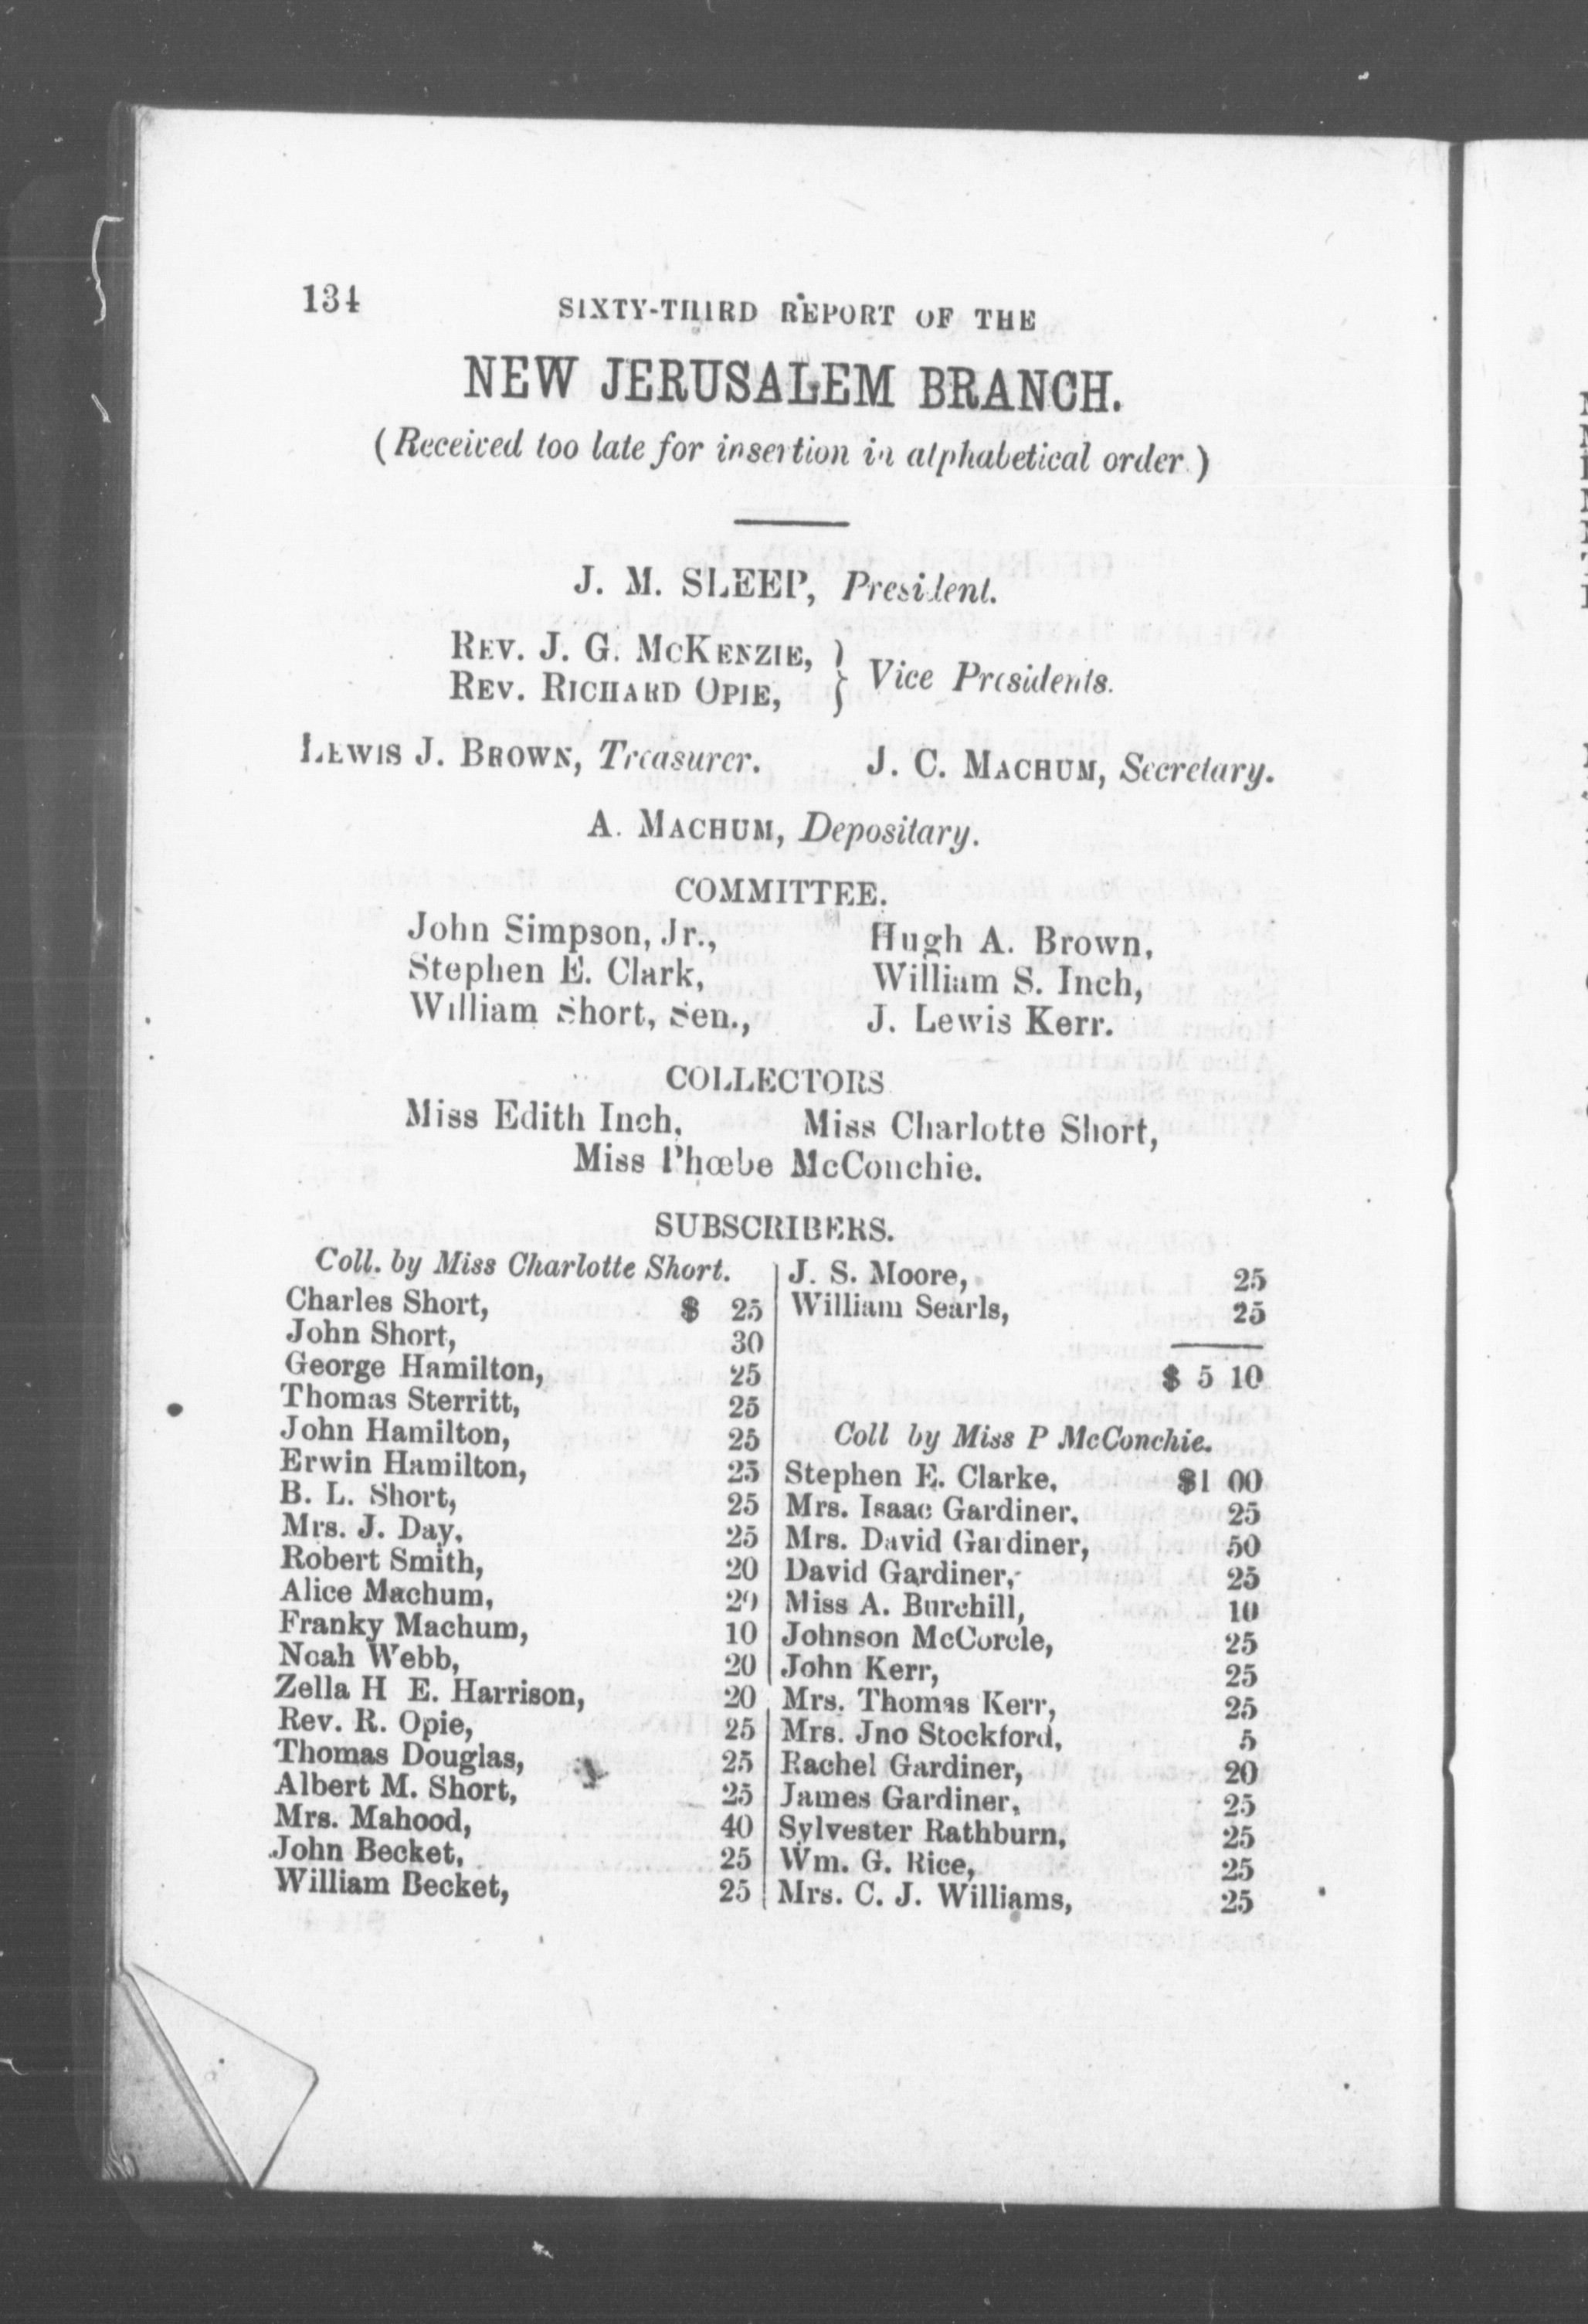 134
SIXTY-THIRD REPORT OF THE
NEW JERUSALEM BRANCH.
(Received too late for insertion in alphabetical order.)
J. M. SLEEP, President.
REV. J. G. MCKENZIE, }
REV. RICHARD OPIE, } Vice Presidents.
LEWIS J. BROWN, Treasurer. J. C. MACHUM, Secretary.
A. MACHUM, Depositary.
COMMITTEE.
John Simpson, Jr., Hugh A. Brown,
Stephen E. Clark, William S. Inch,
William Short, Sen., J. Lewis Kerr.
COLLECTORS
Miss Edith Inch, Miss Charlotte Short,
Miss Phœbe McConchie.
SUBSCRIBERS.
Coll. by Miss Charlotte Short.
Charles Short, $ 25
John Short, 30
George Hamilton, 25
Thomas Sterritt, 25
John Hamilton, 25
Erwin Hamilton, 25
B. L. Short, 25
Mrs. J. Day, 25
Robert Smith, 20
Alice Machum, 20
Franky Machum, 10
Noah Webb, 20
Zella H E. Harrison, 20
Rev. R. Opie, 25
Thomas Douglas, 25
Albert M. Short, 25
Mrs. Mahood, 40
John Becket, 25
William Becket, 25
J. S. Moore, 25
William Searls, 25
$ 5 10
Coll by Miss P McConchie.
Stephen E. Clarke, $1 00
Mrs. Isaac Gardiner, 25
Mrs. David Gardiner, 50
David Gardiner, 25
Miss A. Burchill, 10
Johnson McCorcle, 25
John Kerr, 25
Mrs. Thomas Kerr, 25
Mrs. Jno Stockford, 5
Rachel Gardiner, 20
James Gardiner, 25
Sylvester Rathburn, 25
Wm. G. Rice, 25
Mrs. C. J. Williams, 25